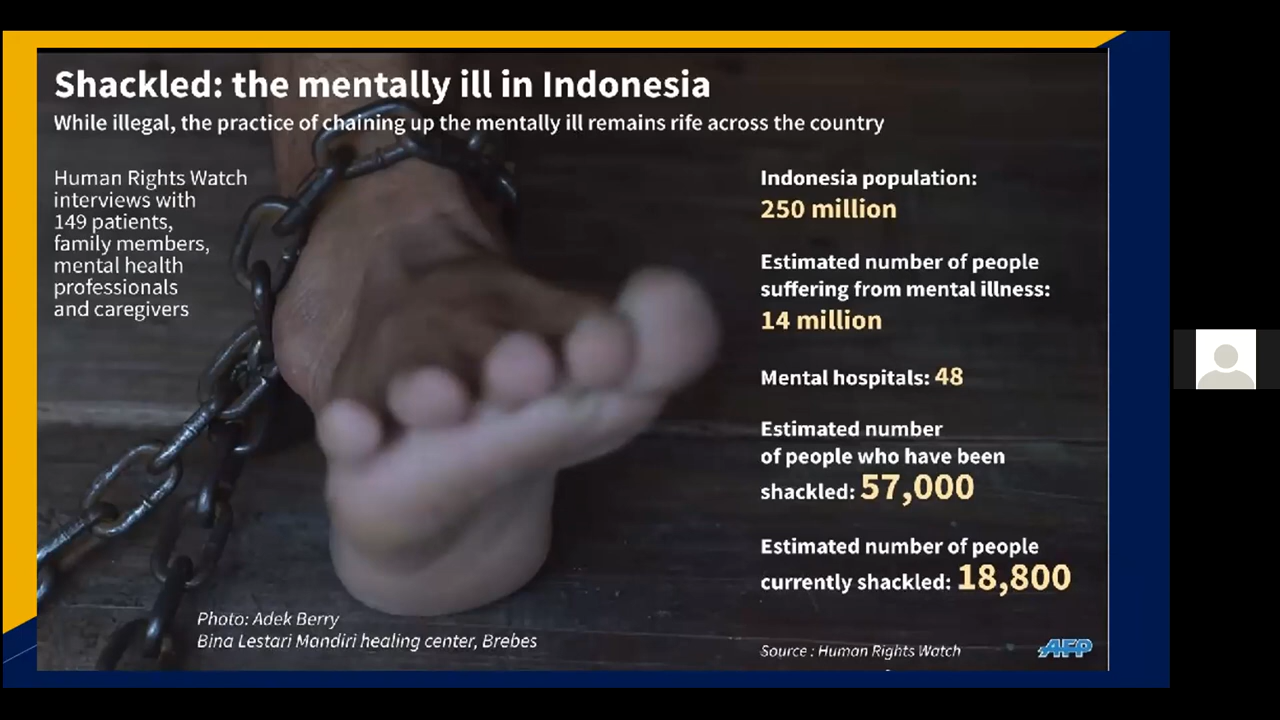 Shackled: the mentally ill in Indonesia
While illegal, the practice of chaining up the mentally ill remains rife across the country
Human Rights Watch
interviews with
149 patients,
family members,
mental health
professionals
and caregivers
Indonesia population:
250 million
Estimated number of people
suffering from mental illness:
14 million
Mental hospitals: 48
Estimated number
of people who have been
shackled: 57,000
Estimated number of people
currently shackled: 18,800
Photo: Adek Berry
Bina Lestari Mandiri healing center, Brebes
Source : Human Rights Watch
AFP